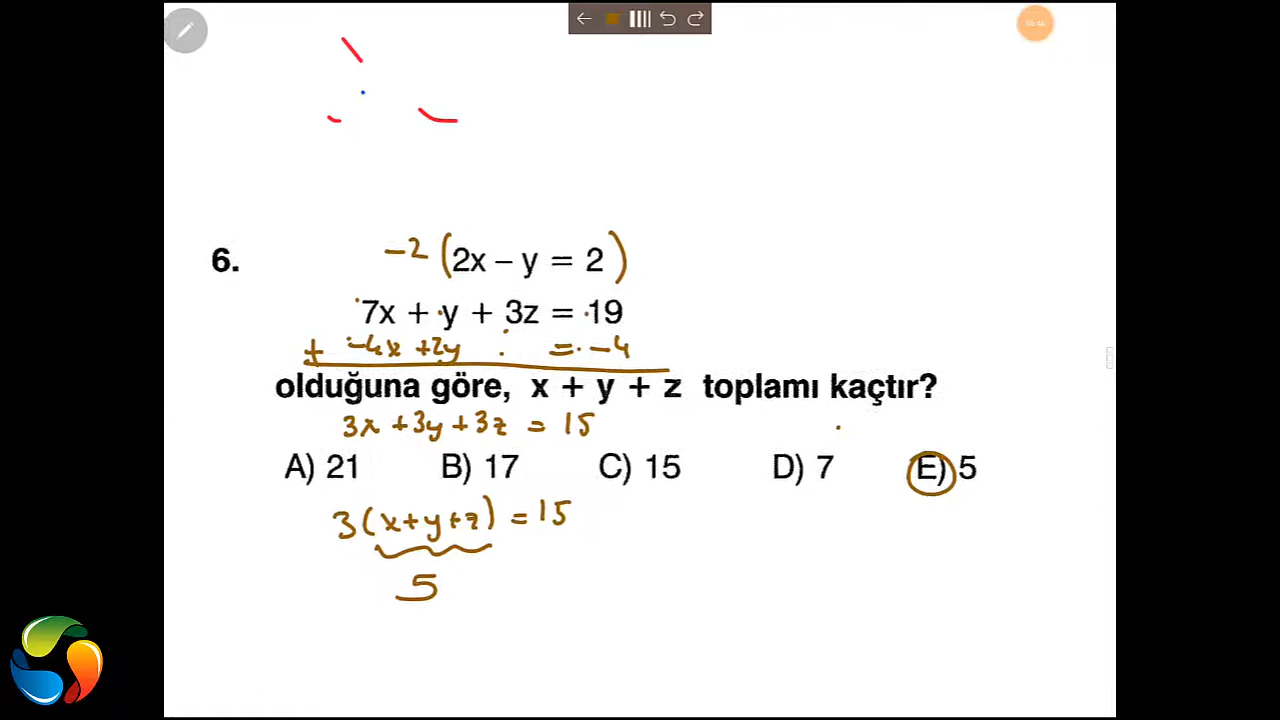 6.
-2 (2x – y = 2)
7x + y + 3z = 19
+ -4x +2y = -4
olduğuna göre, x + y + z toplamı kaçtır?
3x +3y +3z = 15
A) 21 B) 17 C) 15 D) 7 E) 5
3(x+y+z) = 15
5